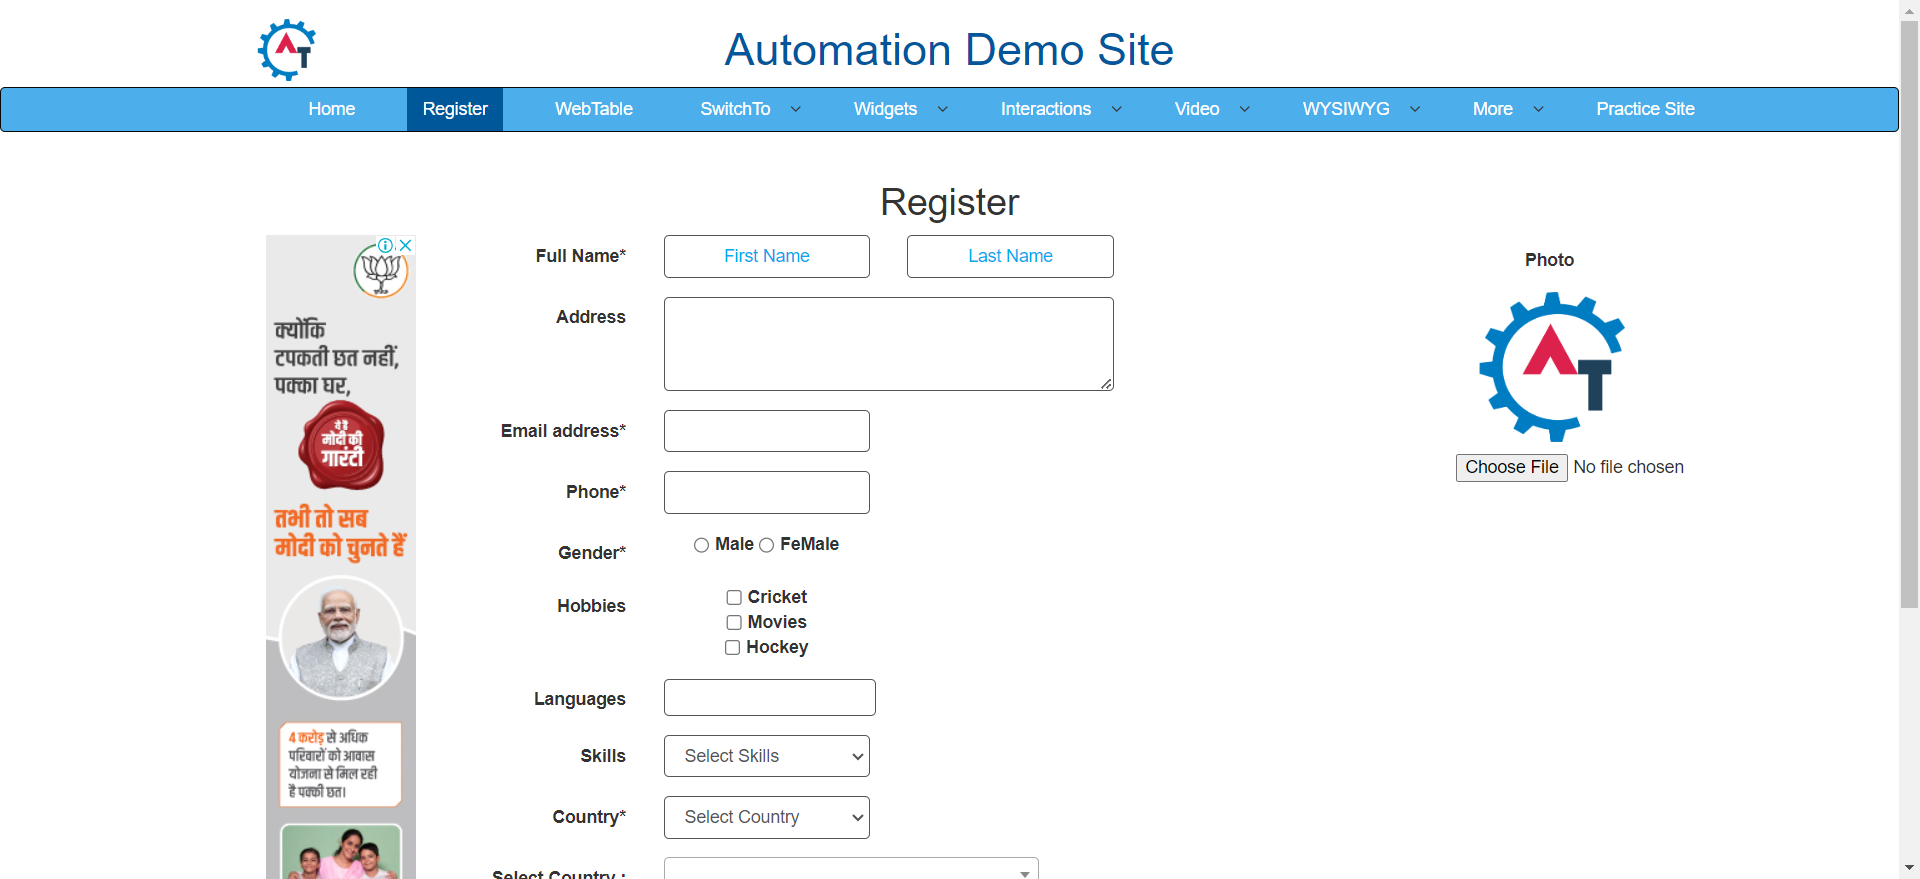 AT
Automation Demo Site
Home Register WebTable SwitchTo Widgets Interactions Video WYSIWYG More Practice Site
Register
क्योंकि
टपकती छत नहीं,
पक्का घर,
ये है
मोदी की
गारंटी
तभी तो सब
मोदी को चुनते हैं
4 करोड़ से अधिक
परिवारों को आवास
योजना से मिल रही
है पक्की छत।
Full Name* First Name Last Name
Address
Email address*
Phone*
Gender* Male FeMale
Hobbies Cricket
Movies
Hockey
Languages
Skills Select Skills
Country* Select Country
Select Country :
Photo
AT
Choose File No file chosen